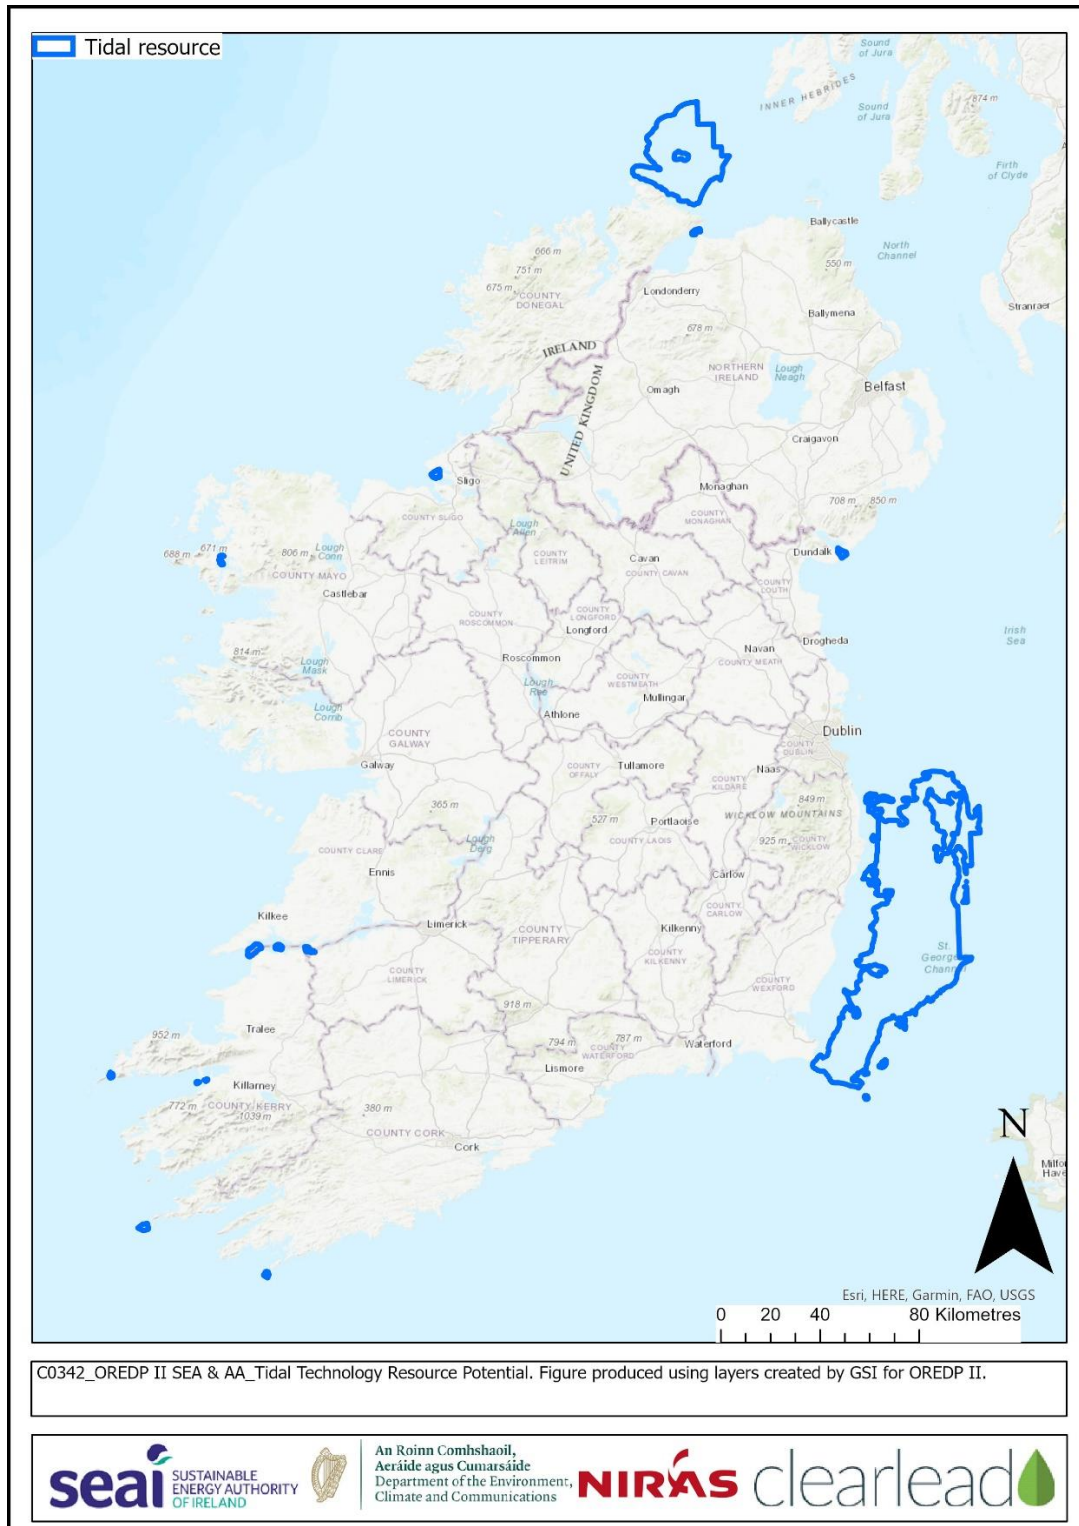 Tidal resource
Sound
of Jura
INNER HEBRIDES
Sound
of Jura
874 m
Firth
of Clyde
Ballycastle
North
Channel
666 m
751 m
675 m
COUNTY
DONEGAL
550 m
Londonderry
Stranraer
Ballymena
678 m
IRELAND
UNITED KINGDOM
NORTHERN
IRELAND
Lough
Neagh
Omagh
Belfast
Craigavon
Sligo
Monaghan
708 m
850 m
COUNTY SLIGO
COUNTY
MONAGHAN
Lough
Allen
688 m
671 m
806 m
Lough
Conn
COUNTY
LEITRIM
Cavan
Dundalk
COUNTY MAYO
COUNTY CAVAN
COUNTY
LOUTH
Castlebar
COUNTY
ROSCOMMON
COUNTY
LONGFORD
Longford
Irish
Sea
Drogheda
814 m
Lough
Mask
Roscommon
Navan
COUNTY MEATH
Lough
Ree
COUNTY
WESTMEATH
Mullingar
Lough
Corrib
Athlone
COUNTY
GALWAY
Dublin
COUNTY
DUBLIN
Galway
COUNTY
OFFALY
Tullamore
Naas
COUNTY
KILDARE
365 m
527 m
Portlaoise
849 m
WICKLOW MOUNTAINS
COUNTY CLARE
Lough
Derg
COUNTY LAOIS
925 m
COUNTY
WICKLOW
Ennis
Carlow
COUNTY
CARLOW
Kilkee
Limerick
COUNTY
TIPPERARY
Kilkenny
COUNTY
KILKENNY
St.
George
Chann
COUNTY
LIMERICK
COUNTY
WEXFORD
918 m
Tralee
952 m
794 m
787 m
COUNTY
WATERFORD
Waterford
Lismore
Killarney
772 m
COUNTY KERRY
1039 m
380 m
COUNTY CORK
Cork
N
Milfo
Have
Esri, HERE, Garmin, FAO, USGS
0 20 40 80 Kilometres
C0342_OREDP II SEA & AA_Tidal Technology Resource Potential. Figure produced using layers created by GSI for OREDP II.
seai
SUSTAINABLE
ENERGY AUTHORITY
OF IRELAND
An Roinn Comhshaoil,
Aeráide agus Cumarsáide
Department of the Environment,
Climate and Communications
NIRÁS
clearlead